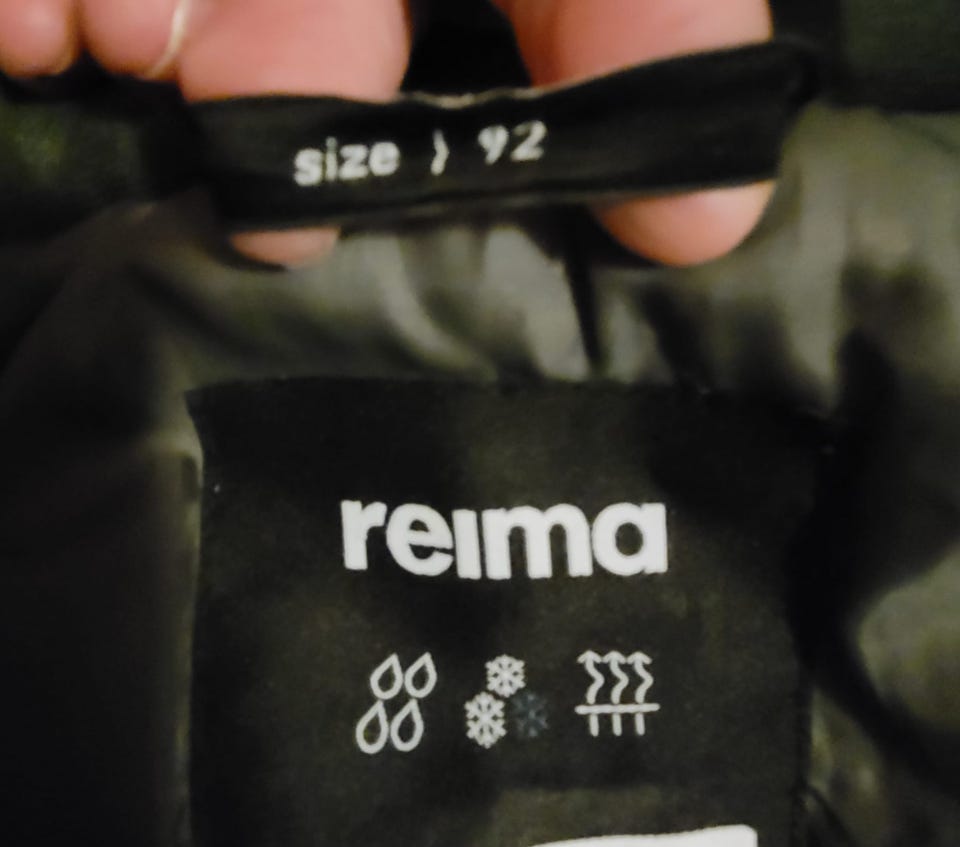 size } 92
reima